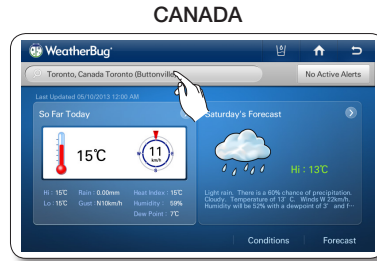 CANADA
WeatherBug
Toronto, Canada Toronto (Buttonville)
No Active Alerts
Last Updated 05/10/2013 12:00 AM
So Far Today
15℃
11
km/h
Hi : 15℃ Rain : 0.00mm Heat Index : 15℃
Lo : 15℃ Gust : N10km/h Humidity : 59%
Dew Point : 7℃
Saturday's Forecast
Hi : 13℃
Light rain. There is a 60% chance of precipitation.
Cloudy. Temperature of 13˚ C. Winds W 22km/h.
Humidity will be 52% with a dewpoint of 3˚ and F···
Conditions Forecast